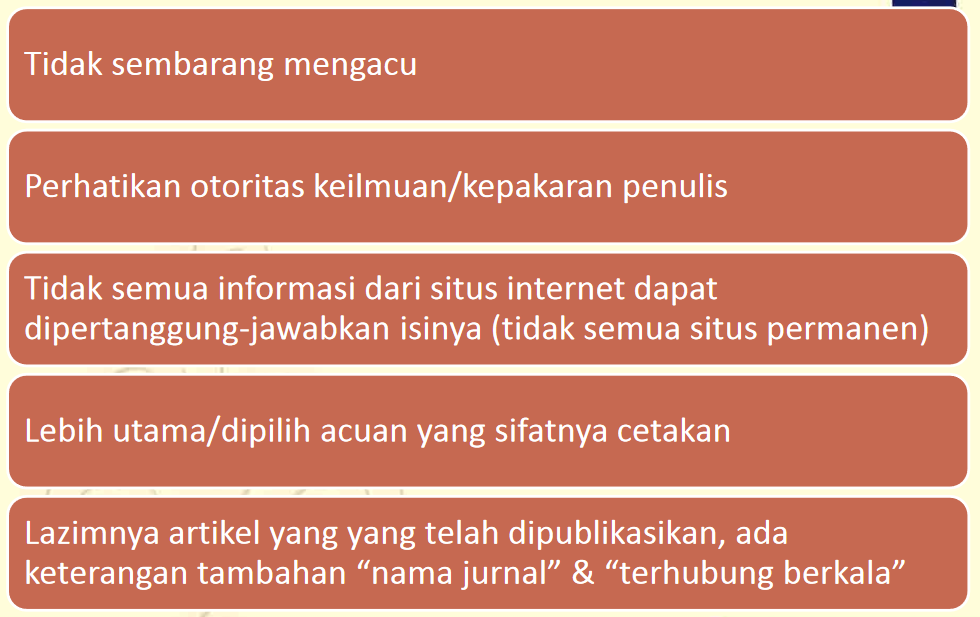 Tidak sembarang mengacu
Perhatikan otoritas keilmuan/kepakaran penulis
Tidak semua informasi dari situs internet dapat
dipertanggung-jawabkan isinya (tidak semua situs permanen)
Lebih utama/dipilih acuan yang sifatnya cetakan
Lazimnya artikel yang yang telah dipublikasikan, ada
keterangan tambahan “nama jurnal” & “terhubung berkala”